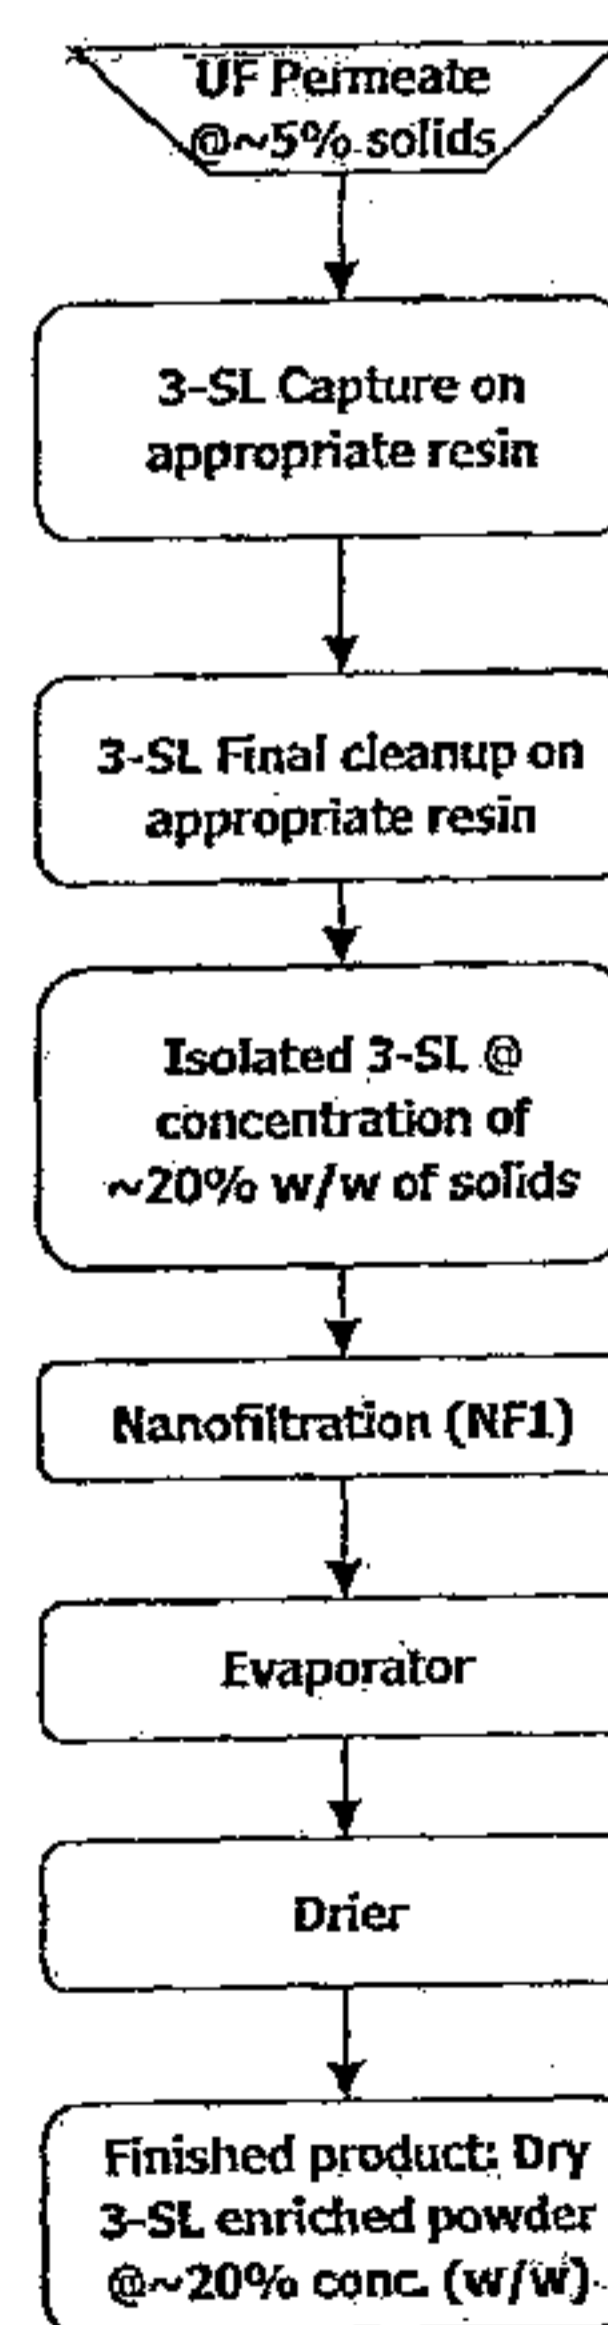 UF Permeate
@~5% solids
3-SL Capture on
appropriate resin
3-SL Final cleanup on
appropriate resin
Isolated 3-SL @
concentration of
~20% w/w of solids
Nanofiltration (NF1)
Evaporator
Drier
Finished product: Dry
3-SL enriched powder
@~20% conc. (w/w)